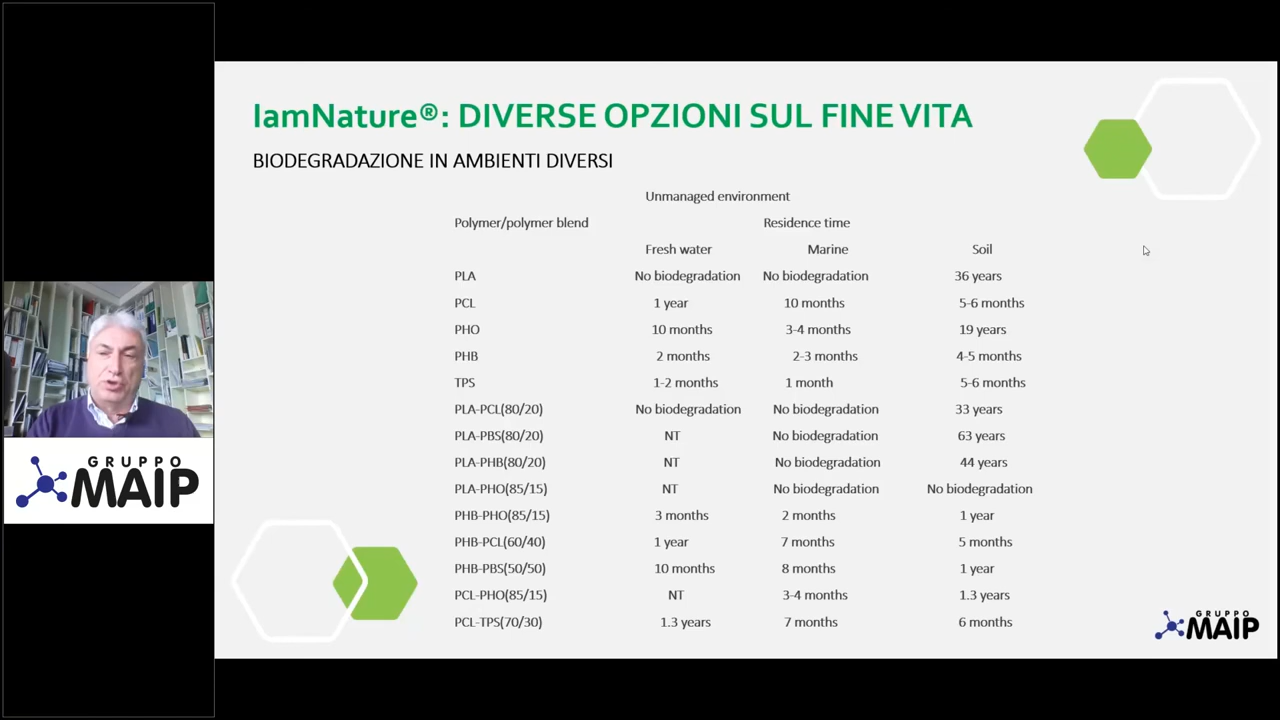 IamNature®: DIVERSE OPZIONI SUL FINE VITA
BIODEGRADAZIONE IN AMBIENTI DIVERSI
Unmanaged environment
Polymer/polymer blend Residence time
Fresh water Marine Soil
PLA No biodegradation No biodegradation 36 years
PCL 1 year 10 months 5-6 months
PHO 10 months 3-4 months 19 years
PHB 2 months 2-3 months 4-5 months
TPS 1-2 months 1 month 5-6 months
PLA-PCL(80/20) No biodegradation No biodegradation 33 years
PLA-PBS(80/20) NT No biodegradation 63 years
PLA-PHB(80/20) NT No biodegradation 44 years
PLA-PHO(85/15) NT No biodegradation No biodegradation
PHB-PHO(85/15) 3 months 2 months 1 year
PHB-PCL(60/40) 1 year 7 months 5 months
PHB-PBS(50/50) 10 months 8 months 1 year
PCL-PHO(85/15) NT 3-4 months 1.3 years
PCL-TPS(70/30) 1.3 years 7 months 6 months
GRUPPO
MAIP
GRUPPO
MAIP